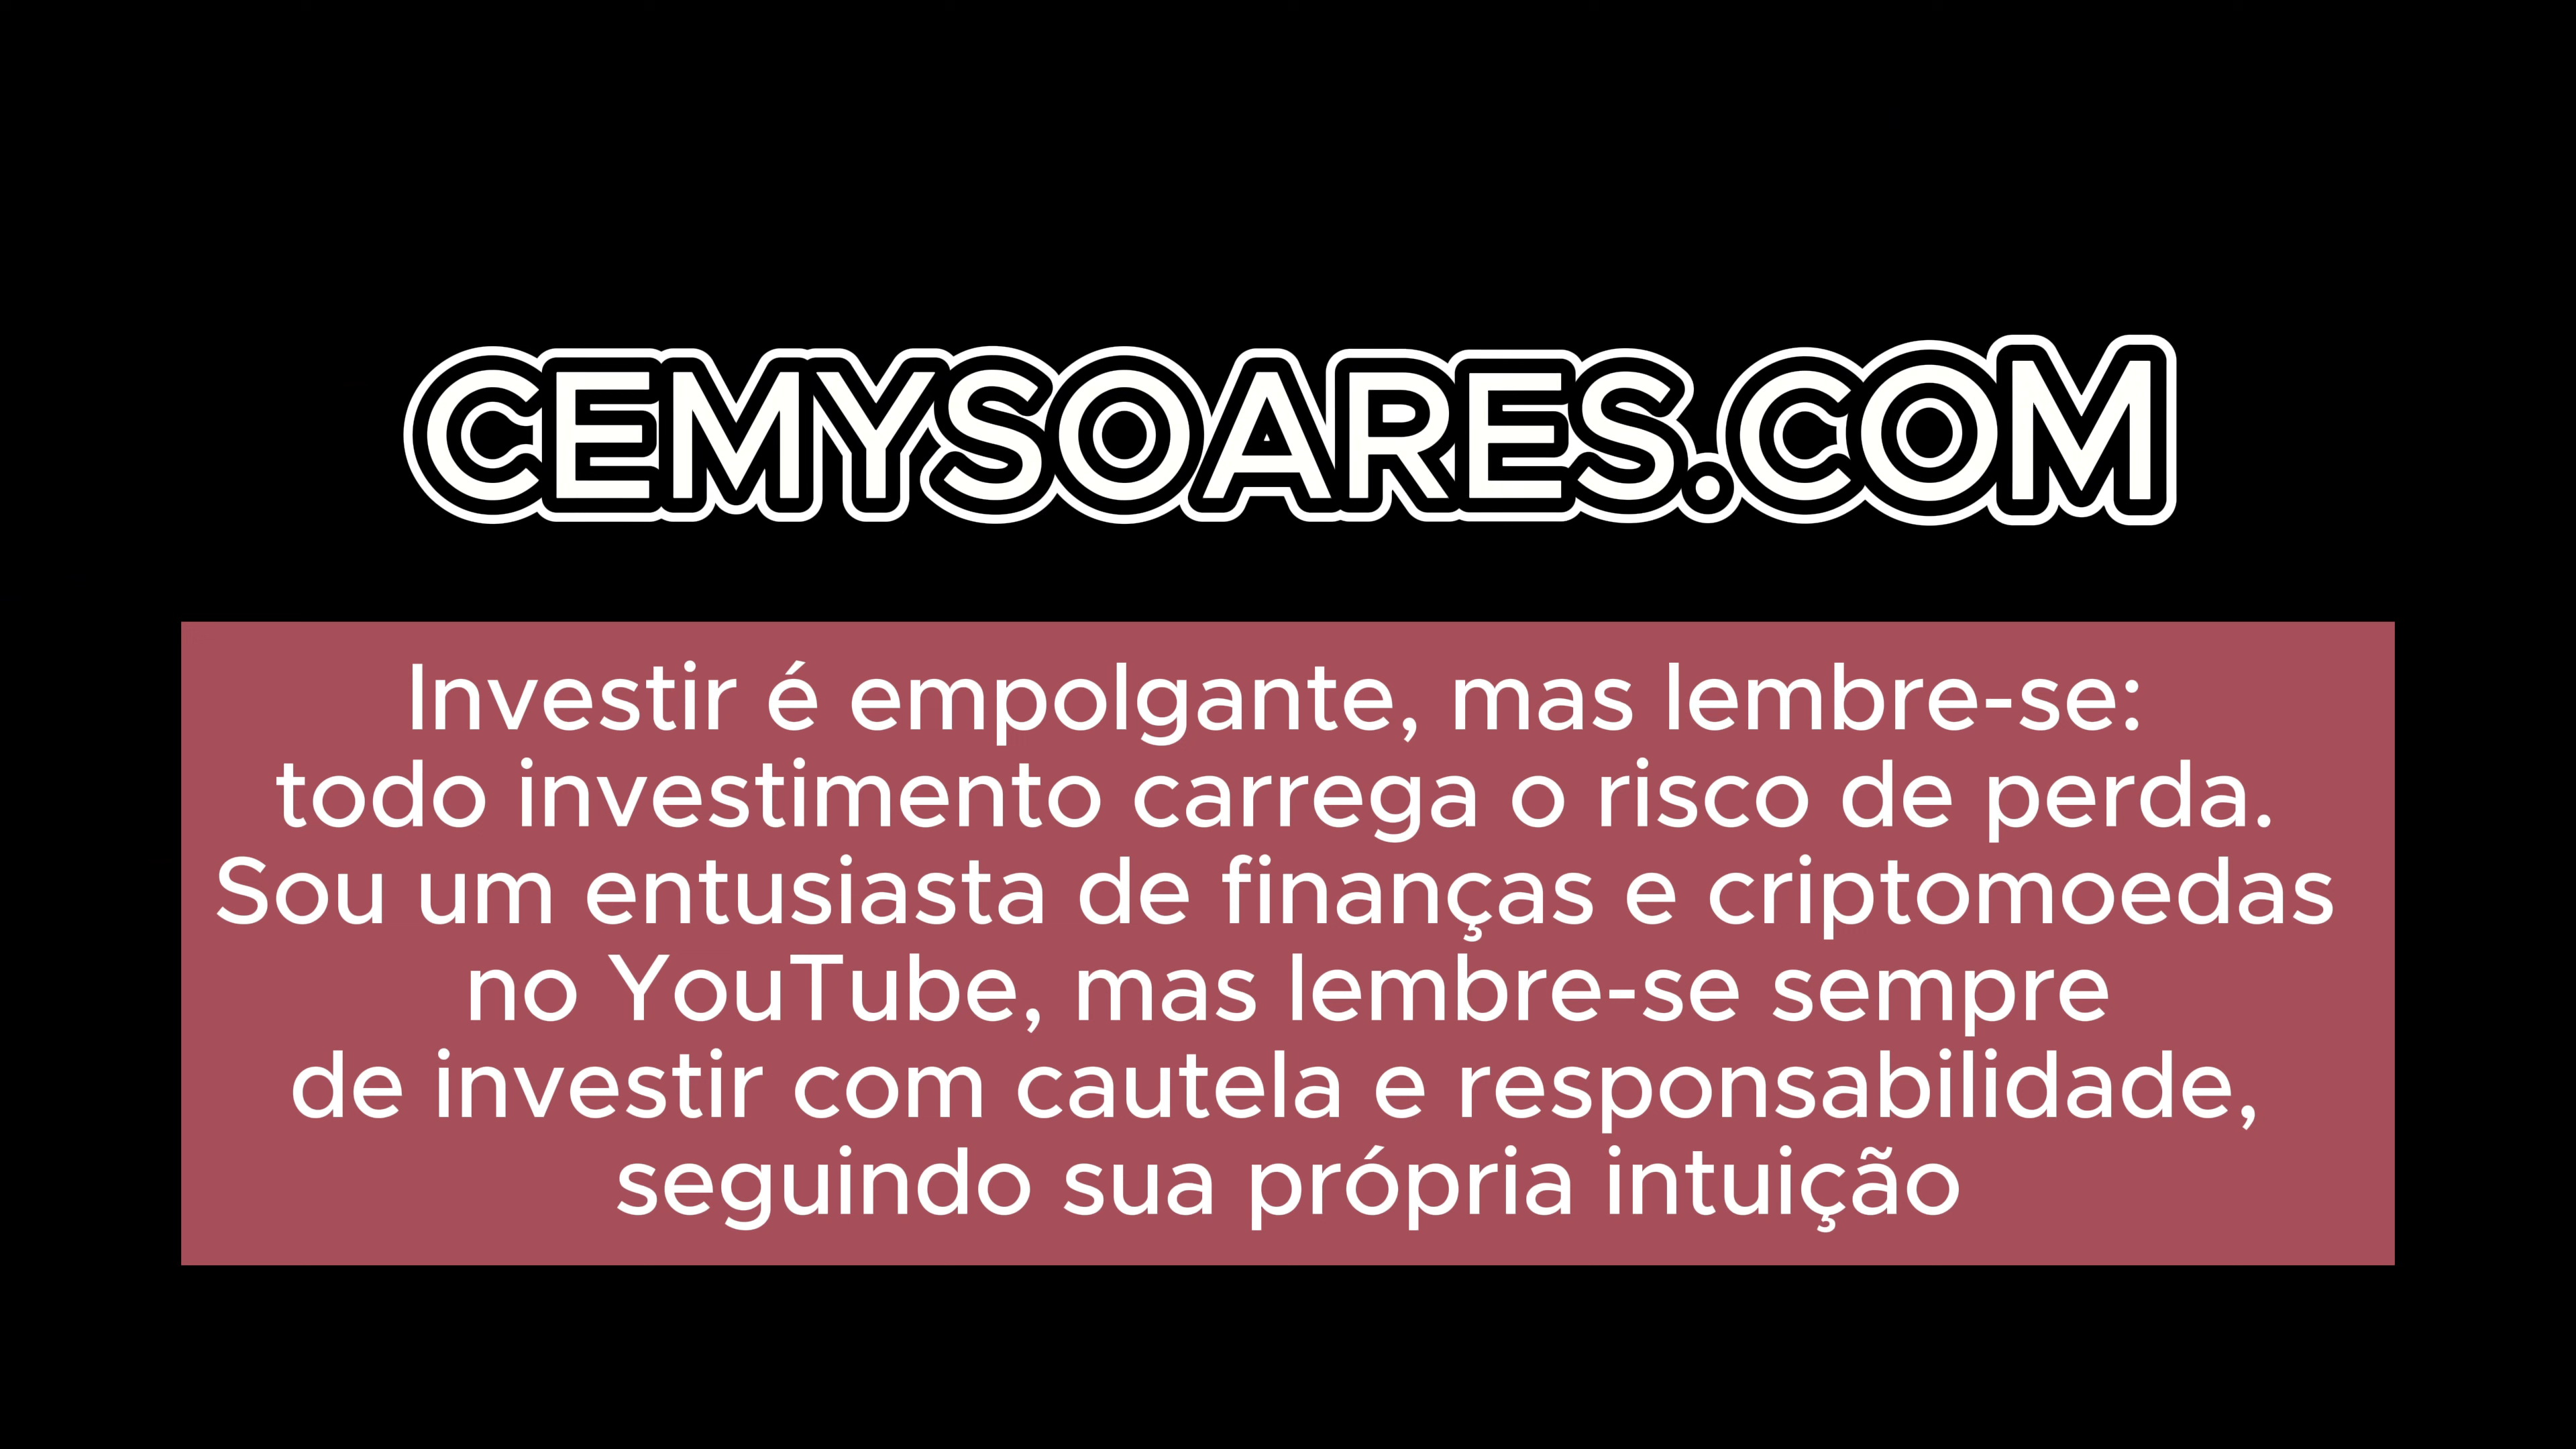 CEMYSOARES.COM
Investir é empolgante, mas lembre-se:
todo investimento carrega o risco de perda.
Sou um entusiasta de finanças e criptomoedas
no YouTube, mas lembre-se sempre
de investir com cautela e responsabilidade,
seguindo sua própria intuição